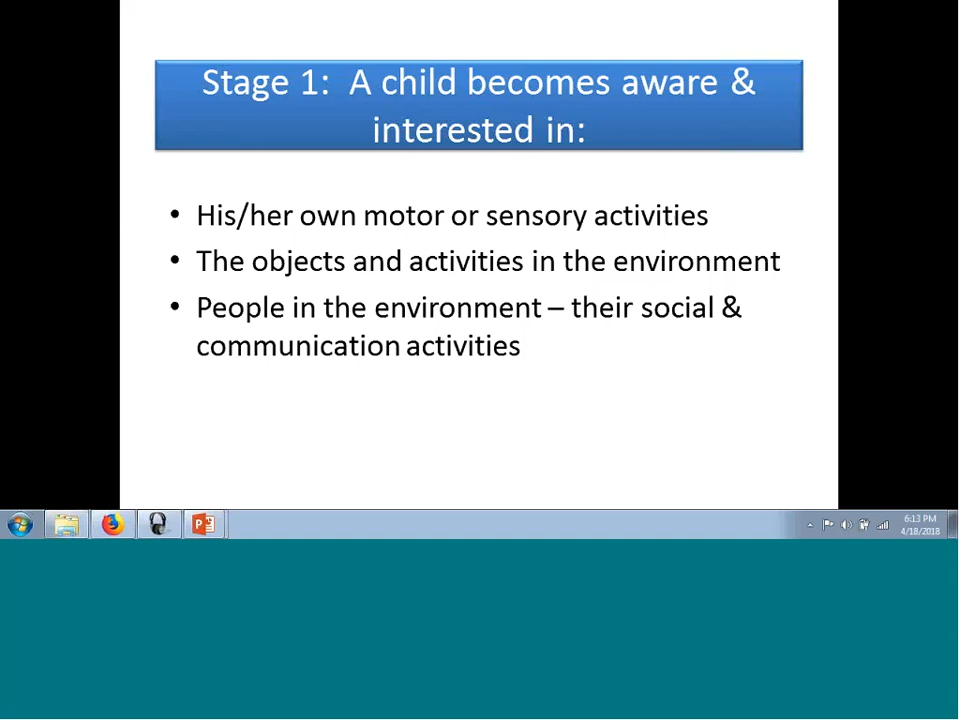 Stage 1:  A child becomes aware &
interested in:
• His/her own motor or sensory activities
• The objects and activities in the environment
• People in the environment – their social &
communication activities
P
6:13 PM
4/18/2018